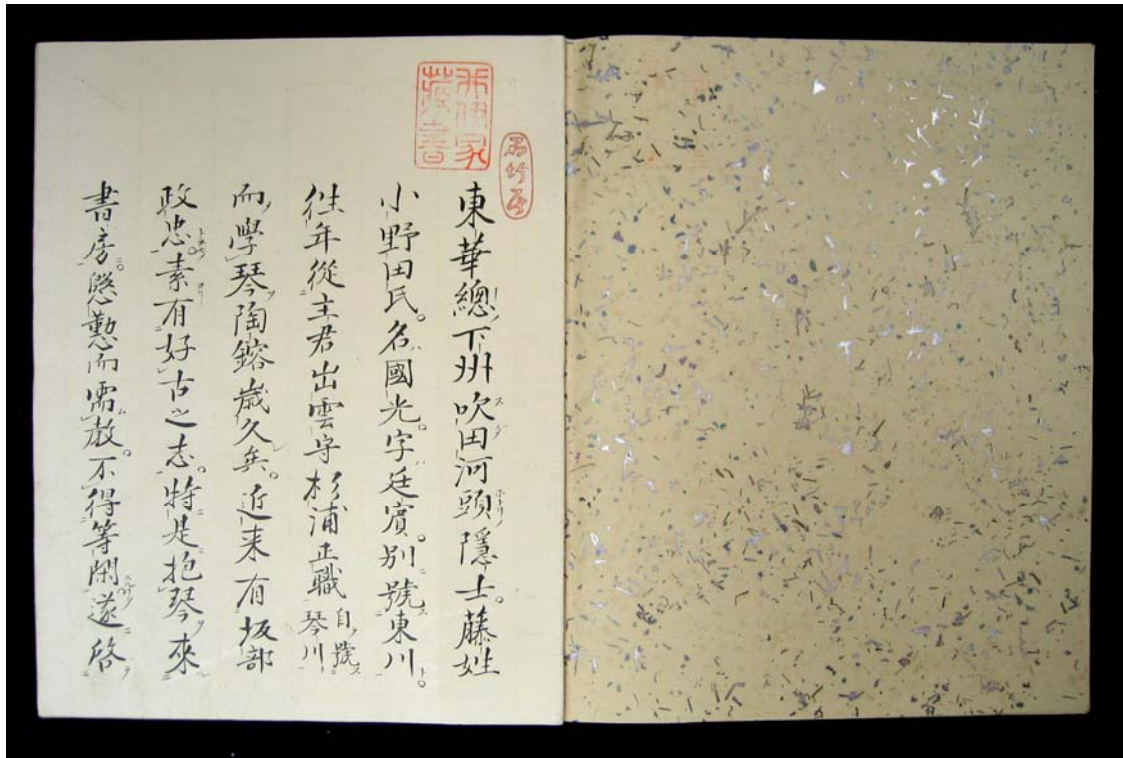 東華總下州吹田河頭隱士。藤姓
小野田氏。名國光。字廷賓。別號東川。
往年從主君出雲守杉浦正職自號琴川
而學琴陶鎔歲久矣。近来有坂部
政忠素有好古之志。特是抱琴來
書房。慇懃而需教。不得等閑遂啓
藏書